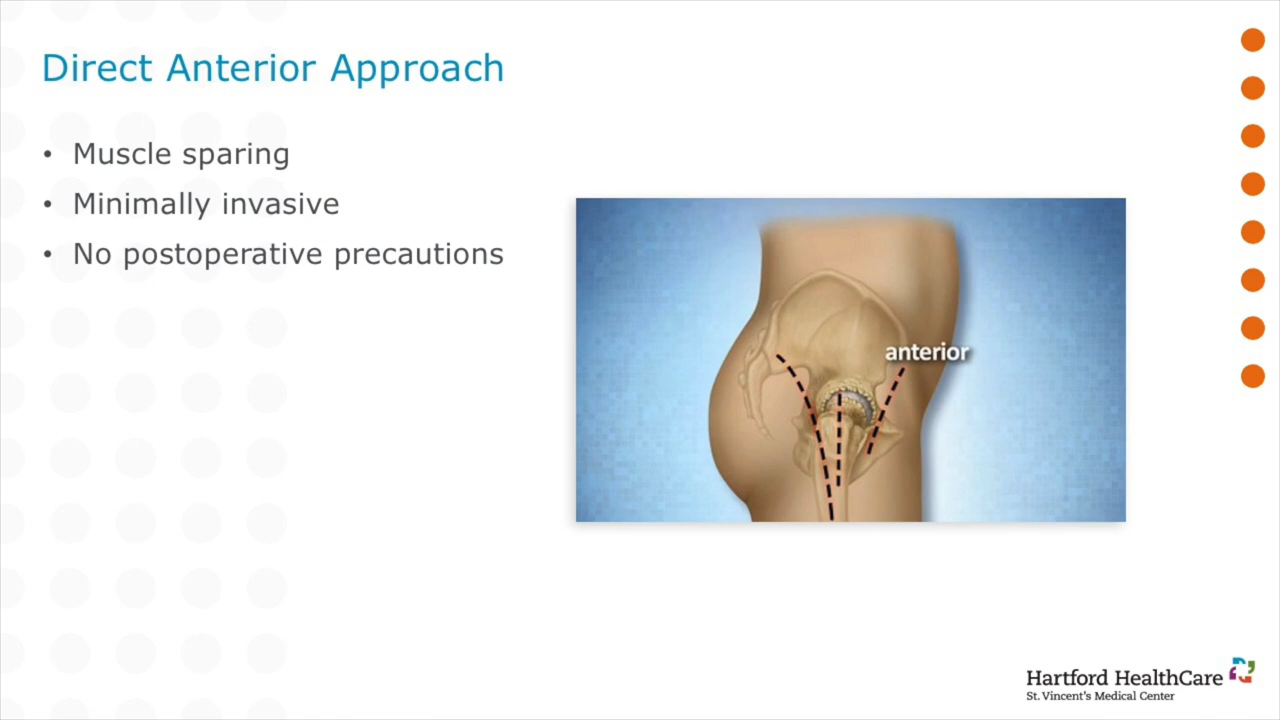 Direct Anterior Approach
• Muscle sparing
• Minimally invasive
• No postoperative precautions
anterior
Hartford HealthCare
St. Vincent's Medical Center